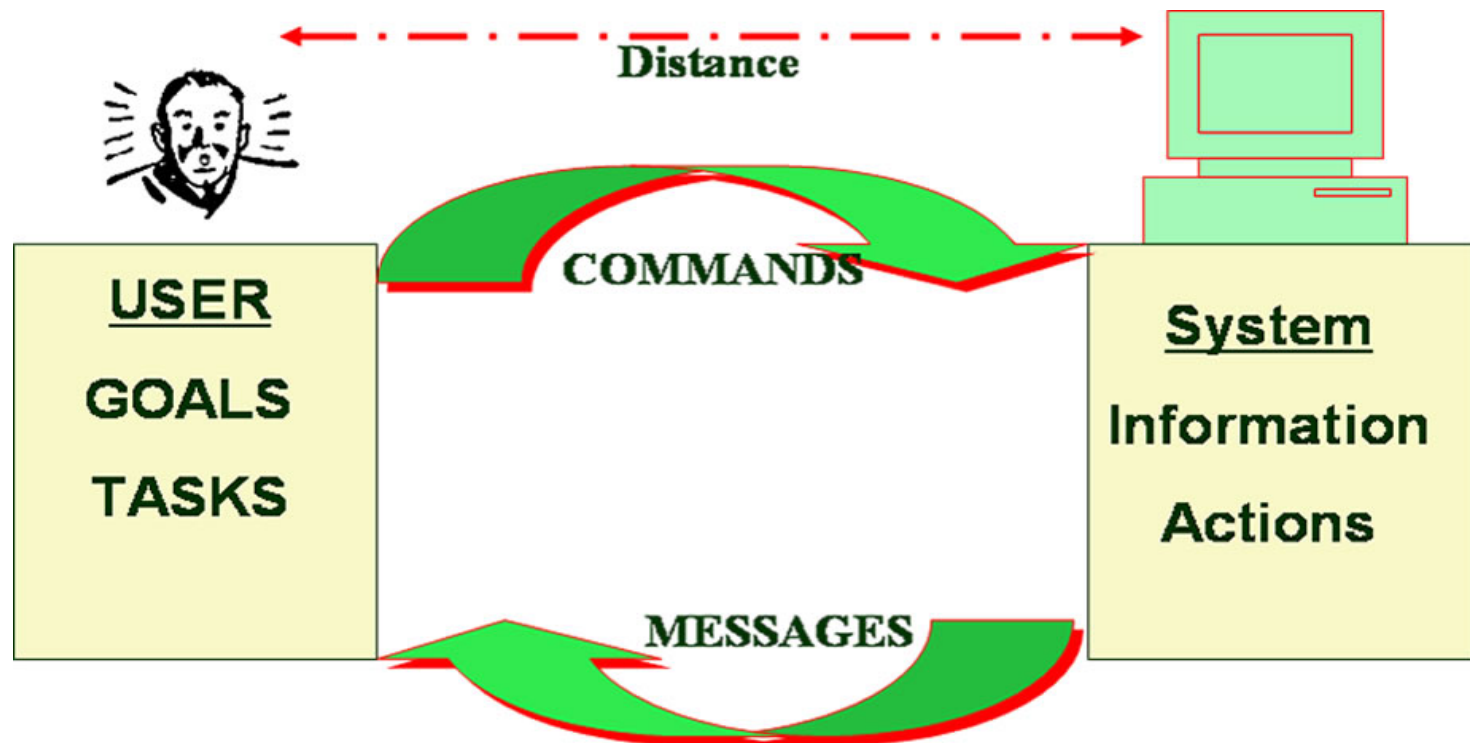 Distance
COMMANDS
USER
GOALS
TASKS
System
Information
Actions
MESSAGES